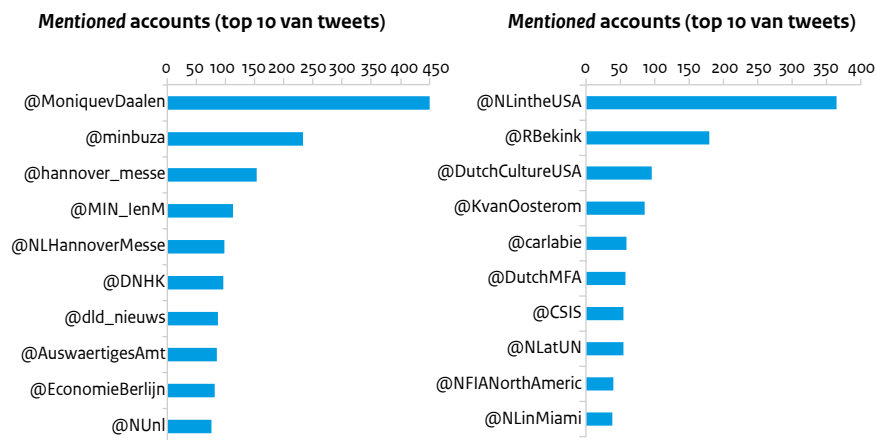 Mentioned accounts (top 10 van tweets)
0 50 100 150 200 250 300 350 400 450
@MoniquevDaalen
@minbuza
@hannover_messe
@MIN_IenM
@NLHannoverMesse
@DNHK
@dld_nieuws
@AuswaertigesAmt
@EconomieBerlijn
@NUnl
Mentioned accounts (top 10 van tweets)
0 50 100 150 200 250 300 350 400
@NLintheUSA
@RBekink
@DutchCultureUSA
@KvanOosterom
@carlabie
@DutchMFA
@CSIS
@NLatUN
@NFIANorthAmeric
@NLinMiami